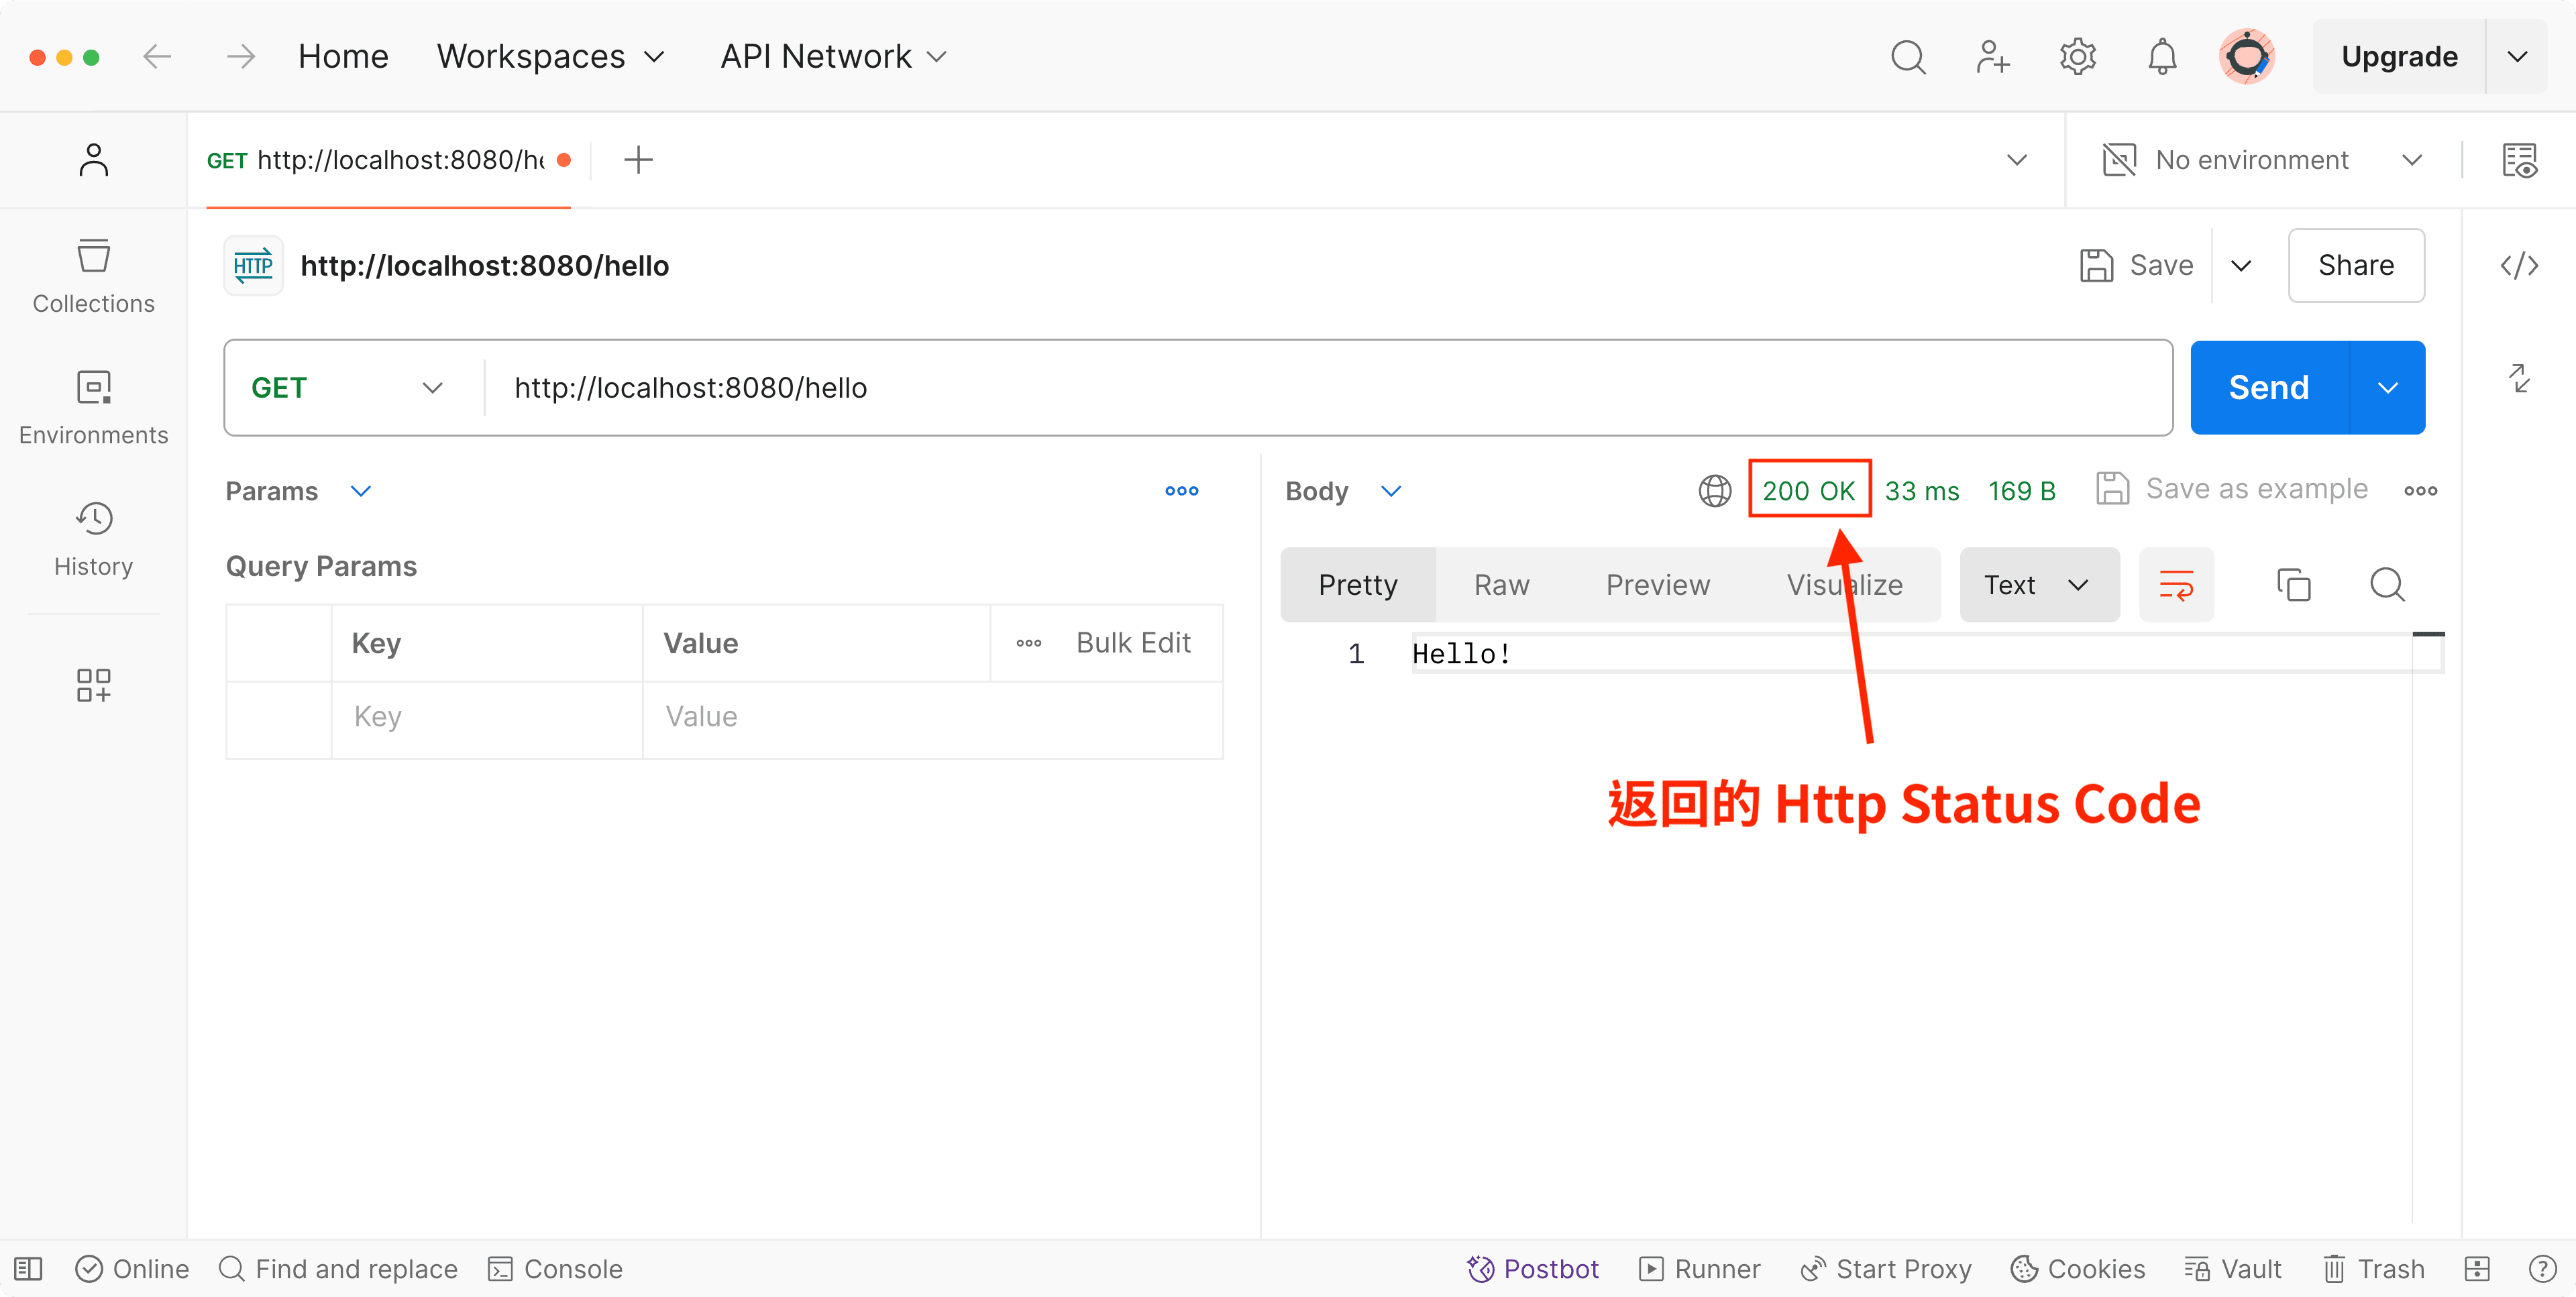 Home Workspaces API Network Upgrade
GET http://localhost:8080/he No environment
HTTP http://localhost:8080/hello Save Share
Collections
GET http://localhost:8080/hello Send
Environments
Params Body 200 OK 33 ms 169 B Save as example
History
Query Params Pretty Raw Preview Visualize Text
Key Value Bulk Edit 1 Hello!
Key Value
返回的 Http Status Code
Online Find and replace Console Postbot Runner Start Proxy Cookies Vault Trash